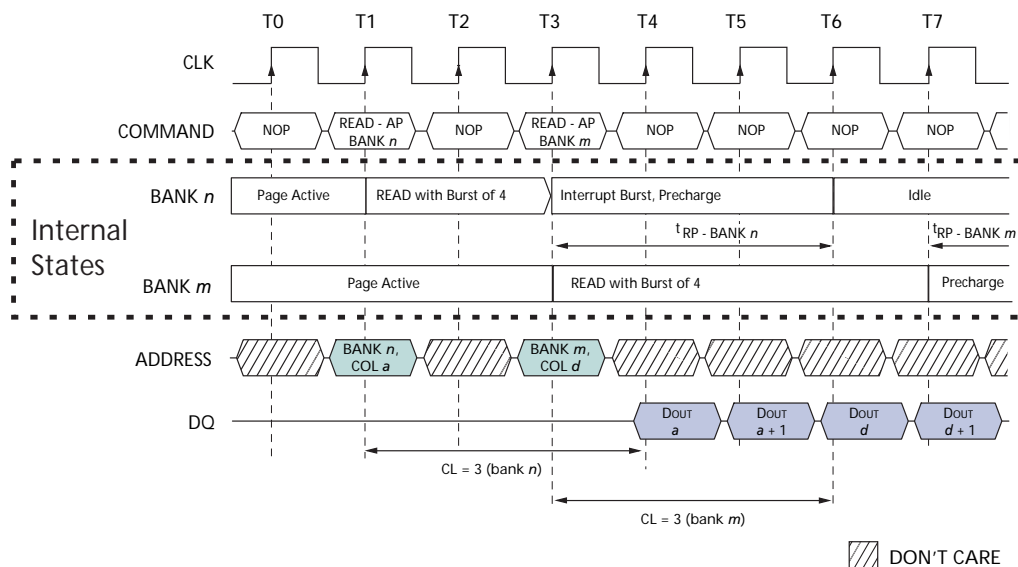 T0 T1 T2 T3 T4 T5 T6 T7
CLK
COMMAND NOP READ - AP BANK n NOP READ - AP BANK m NOP NOP NOP NOP
BANK n Page Active READ with Burst of 4 Interrupt Burst, Precharge Idle
tRP - BANK n tRP - BANK m
Internal
States
BANK m Page Active READ with Burst of 4 Precharge
ADDRESS BANK n, COL a BANK m, COL d
DQ DOUT a DOUT a + 1 DOUT d DOUT d + 1
CL = 3 (bank n)
CL = 3 (bank m)
DON'T CARE